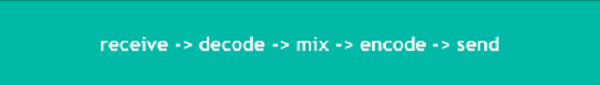 receive -> decode -> mix -> encode -> send